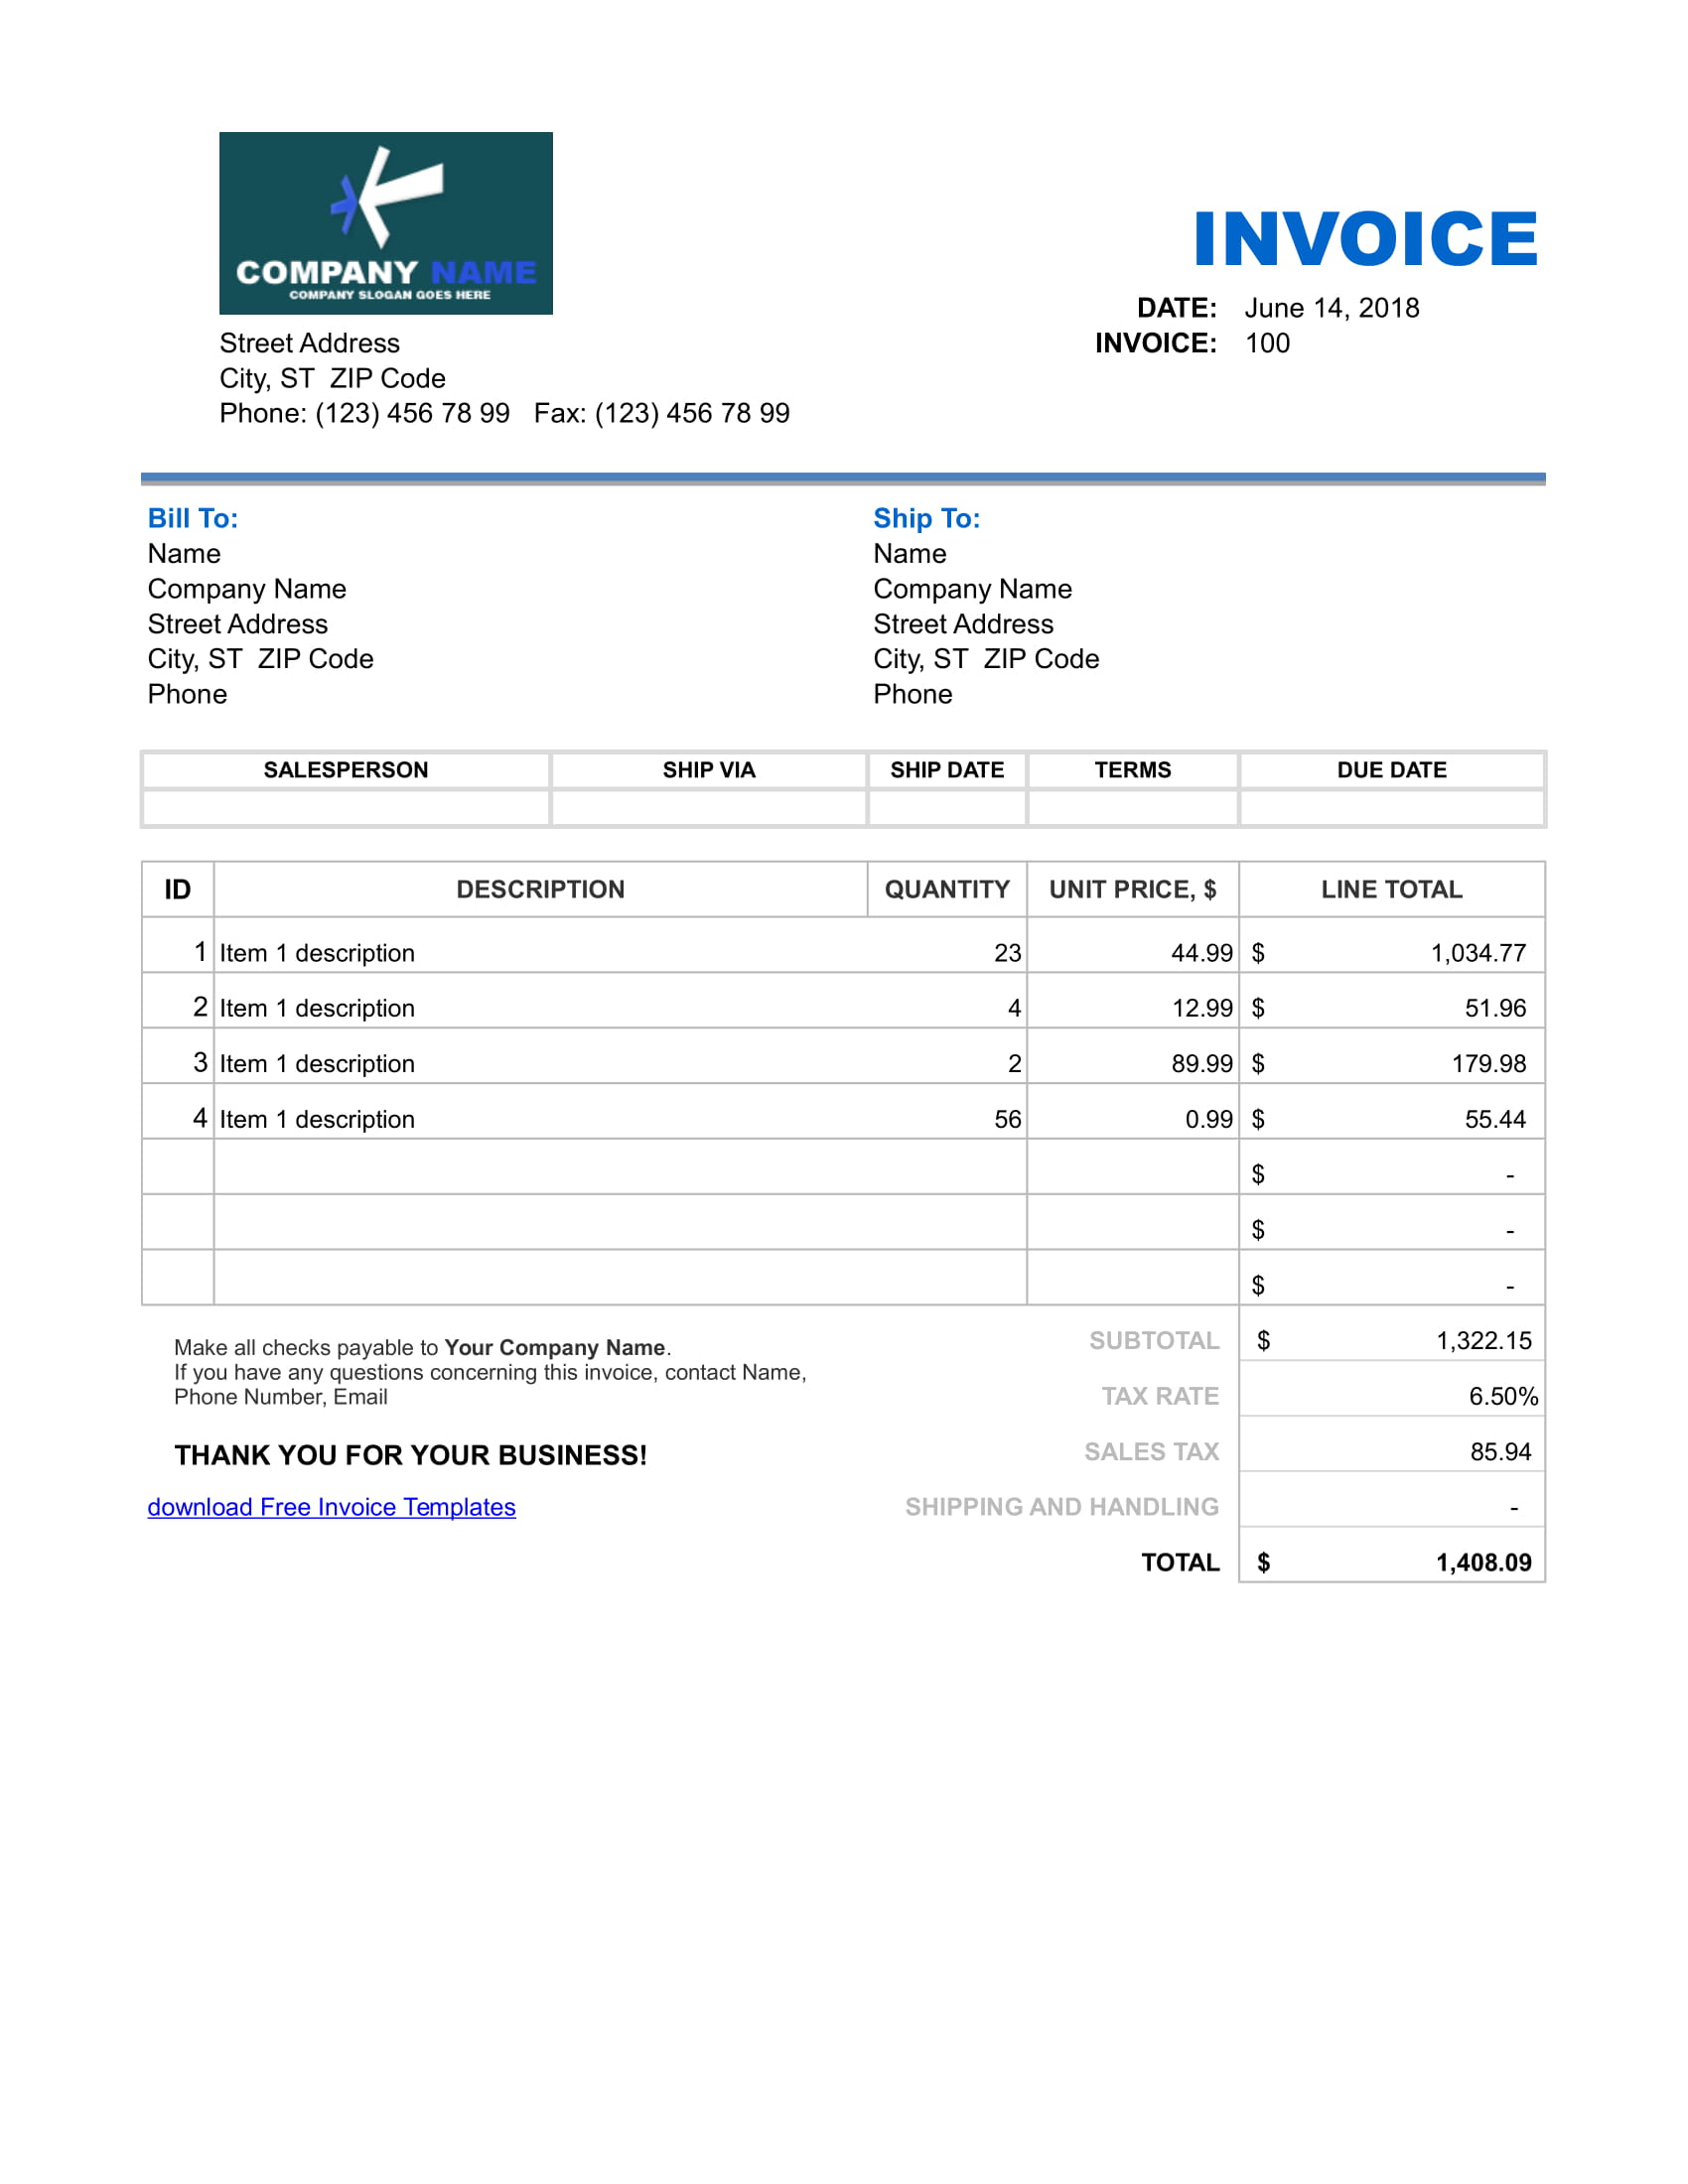 COMPANY NAME
COMPANY SLOGAN GOES HERE
INVOICE
DATE: June 14, 2018
INVOICE: 100
Street Address
City, ST  ZIP Code
Phone: (123) 456 78 99   Fax: (123) 456 78 99
Bill To:
Name
Company Name
Street Address
City, ST  ZIP Code
Phone
Ship To:
Name
Company Name
Street Address
City, ST  ZIP Code
Phone
SALESPERSON SHIP VIA SHIP DATE TERMS DUE DATE
ID DESCRIPTION QUANTITY UNIT PRICE, $ LINE TOTAL
1 Item 1 description 23 44.99 $ 1,034.77
2 Item 1 description 4 12.99 $ 51.96
3 Item 1 description 2 89.99 $ 179.98
4 Item 1 description 56 0.99 $ 55.44
$ -
$ -
$ -
Make all checks payable to Your Company Name.
If you have any questions concerning this invoice, contact Name,
Phone Number, Email
THANK YOU FOR YOUR BUSINESS!
download Free Invoice Templates
SUBTOTAL $ 1,322.15
TAX RATE 6.50%
SALES TAX 85.94
SHIPPING AND HANDLING -
TOTAL $ 1,408.09